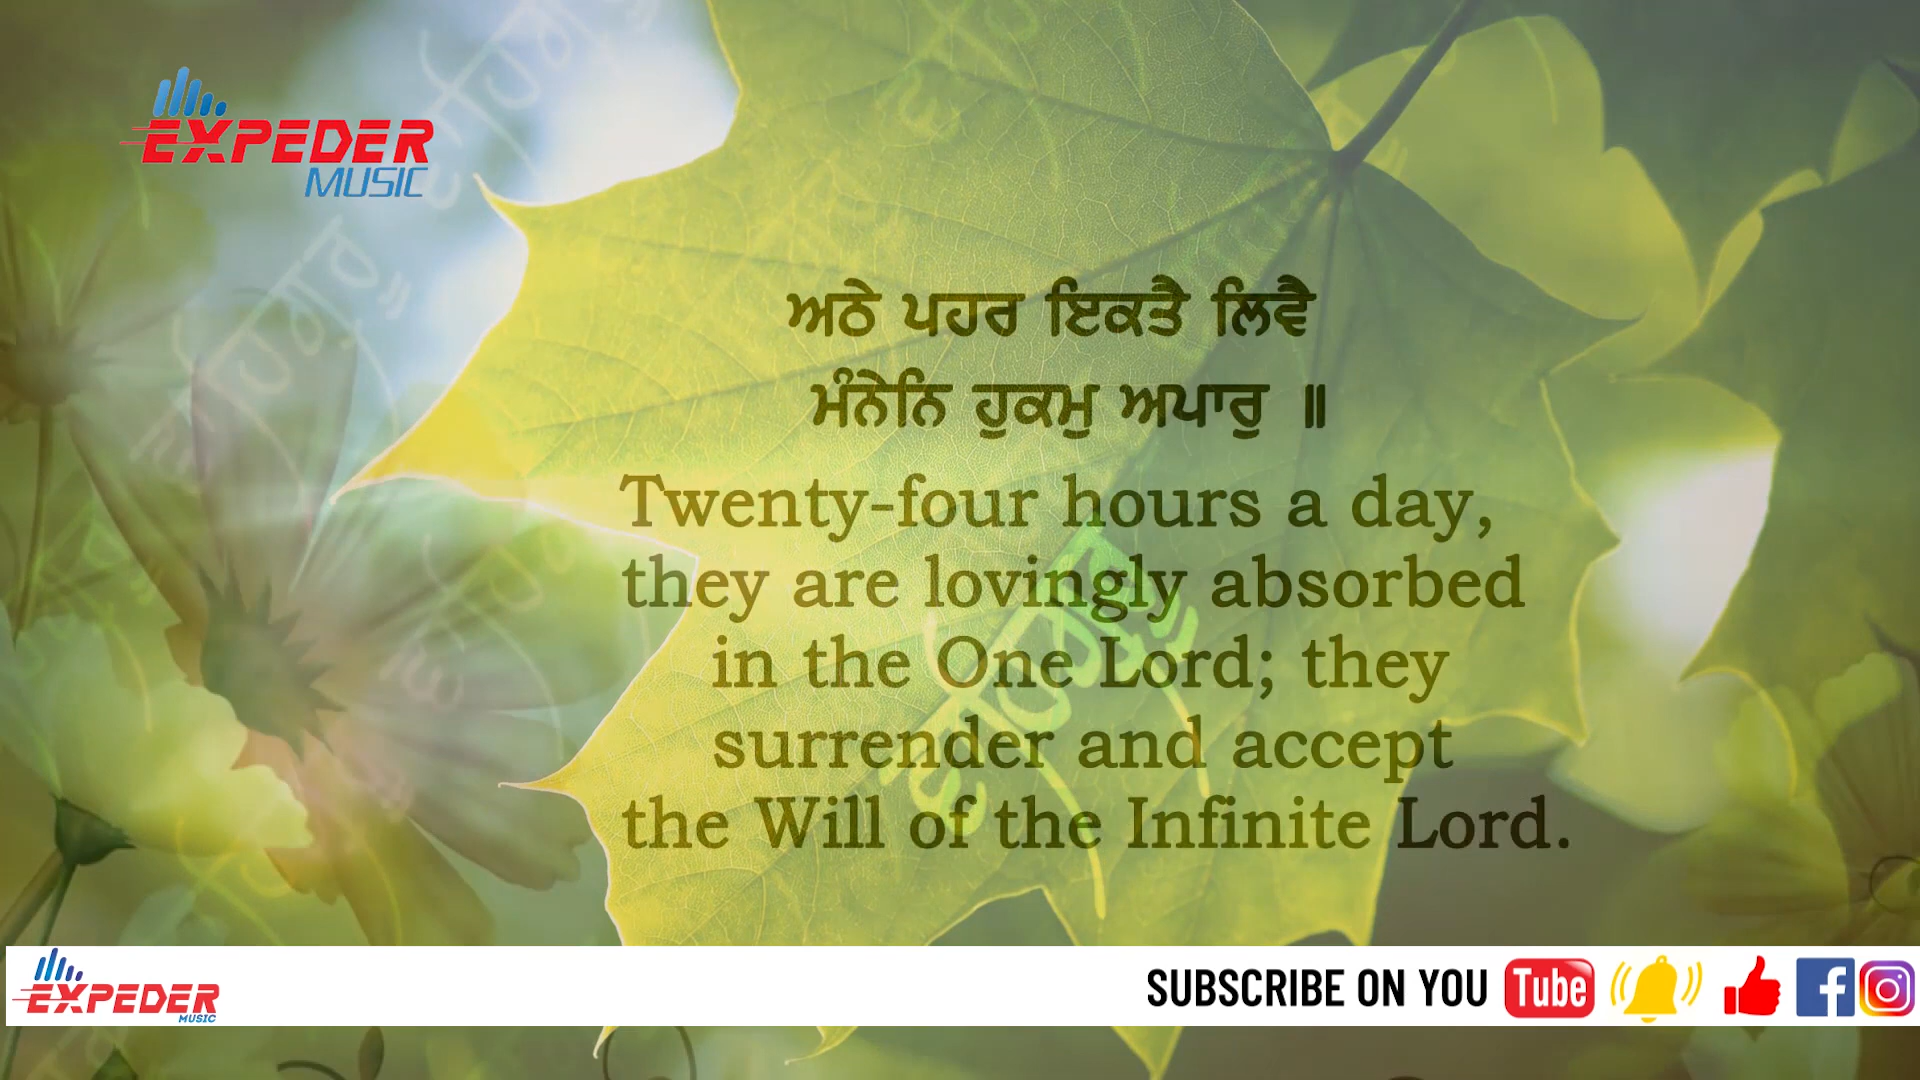 EXPEDER
MUSIC
ਅਠੇ ਪਹਰ ਇਕਤੈ ਲਿਵੈ
ਮੰਨੇਨਿ ਹੁਕਮੁ ਅਪਾਰੁ ॥
Twenty-four hours a day,
they are lovingly absorbed
in the One Lord; they
surrender and accept
the Will of the Infinite Lord.
ਵਾਹਿਗੁਰੂ
EXPEDER
MUSIC
SUBSCRIBE ON YOU Tube